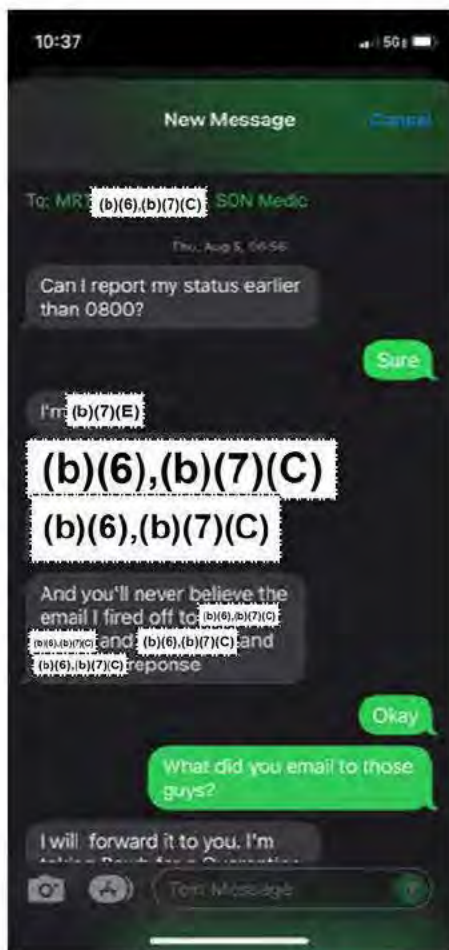 10:37
5G
New Message
Cancel
To: MR (b)(6),(b)(7)(C) SON Medic
Thu, Aug 5, 06:56
Can I report my status earlier
than 0800?
Sure
I'm (b)(7)(E)
(b)(6),(b)(7)(C)
(b)(6),(b)(7)(C)
And you'll never believe the
email I fired off to (b)(6),(b)(7)(C)
(b)(6),(b)(7)(C) and (b)(6),(b)(7)(C) and
(b)(6),(b)(7)(C) reponse
Okay
What did you email to those
guys?
I will forward it to you. I'm
Text Message